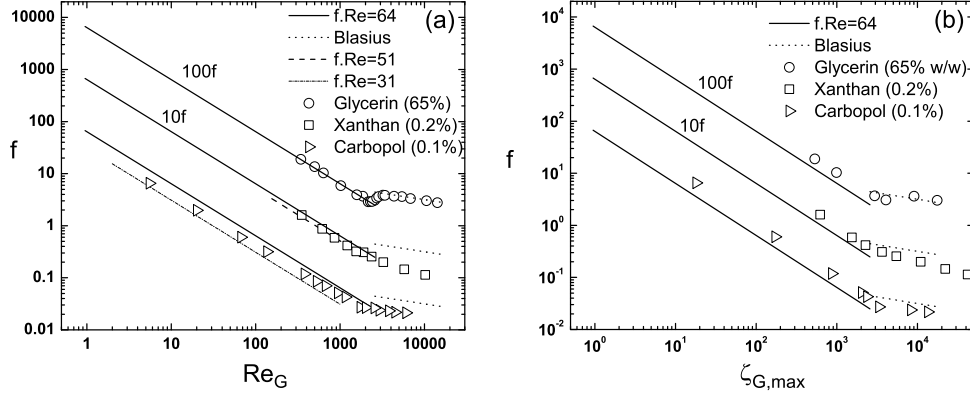 (a)
f.Re=64
Blasius
f.Re=51
f.Re=31
Glycerin (65%)
Xanthan (0.2%)
Carbopol (0.1%)
100f
10f
10000
1000
100
10
1
0.1
0.01
f
1 10 100 1000 10000
Re_G
(b)
f.Re=64
Blasius
Glycerin (65% w/w)
Xanthan (0.2%)
Carbopol (0.1%)
100f
10f
10^4
10^3
10^2
10^1
10^0
10^-1
10^-2
f
10^0 10^1 10^2 10^3 10^4
ζ_G,max